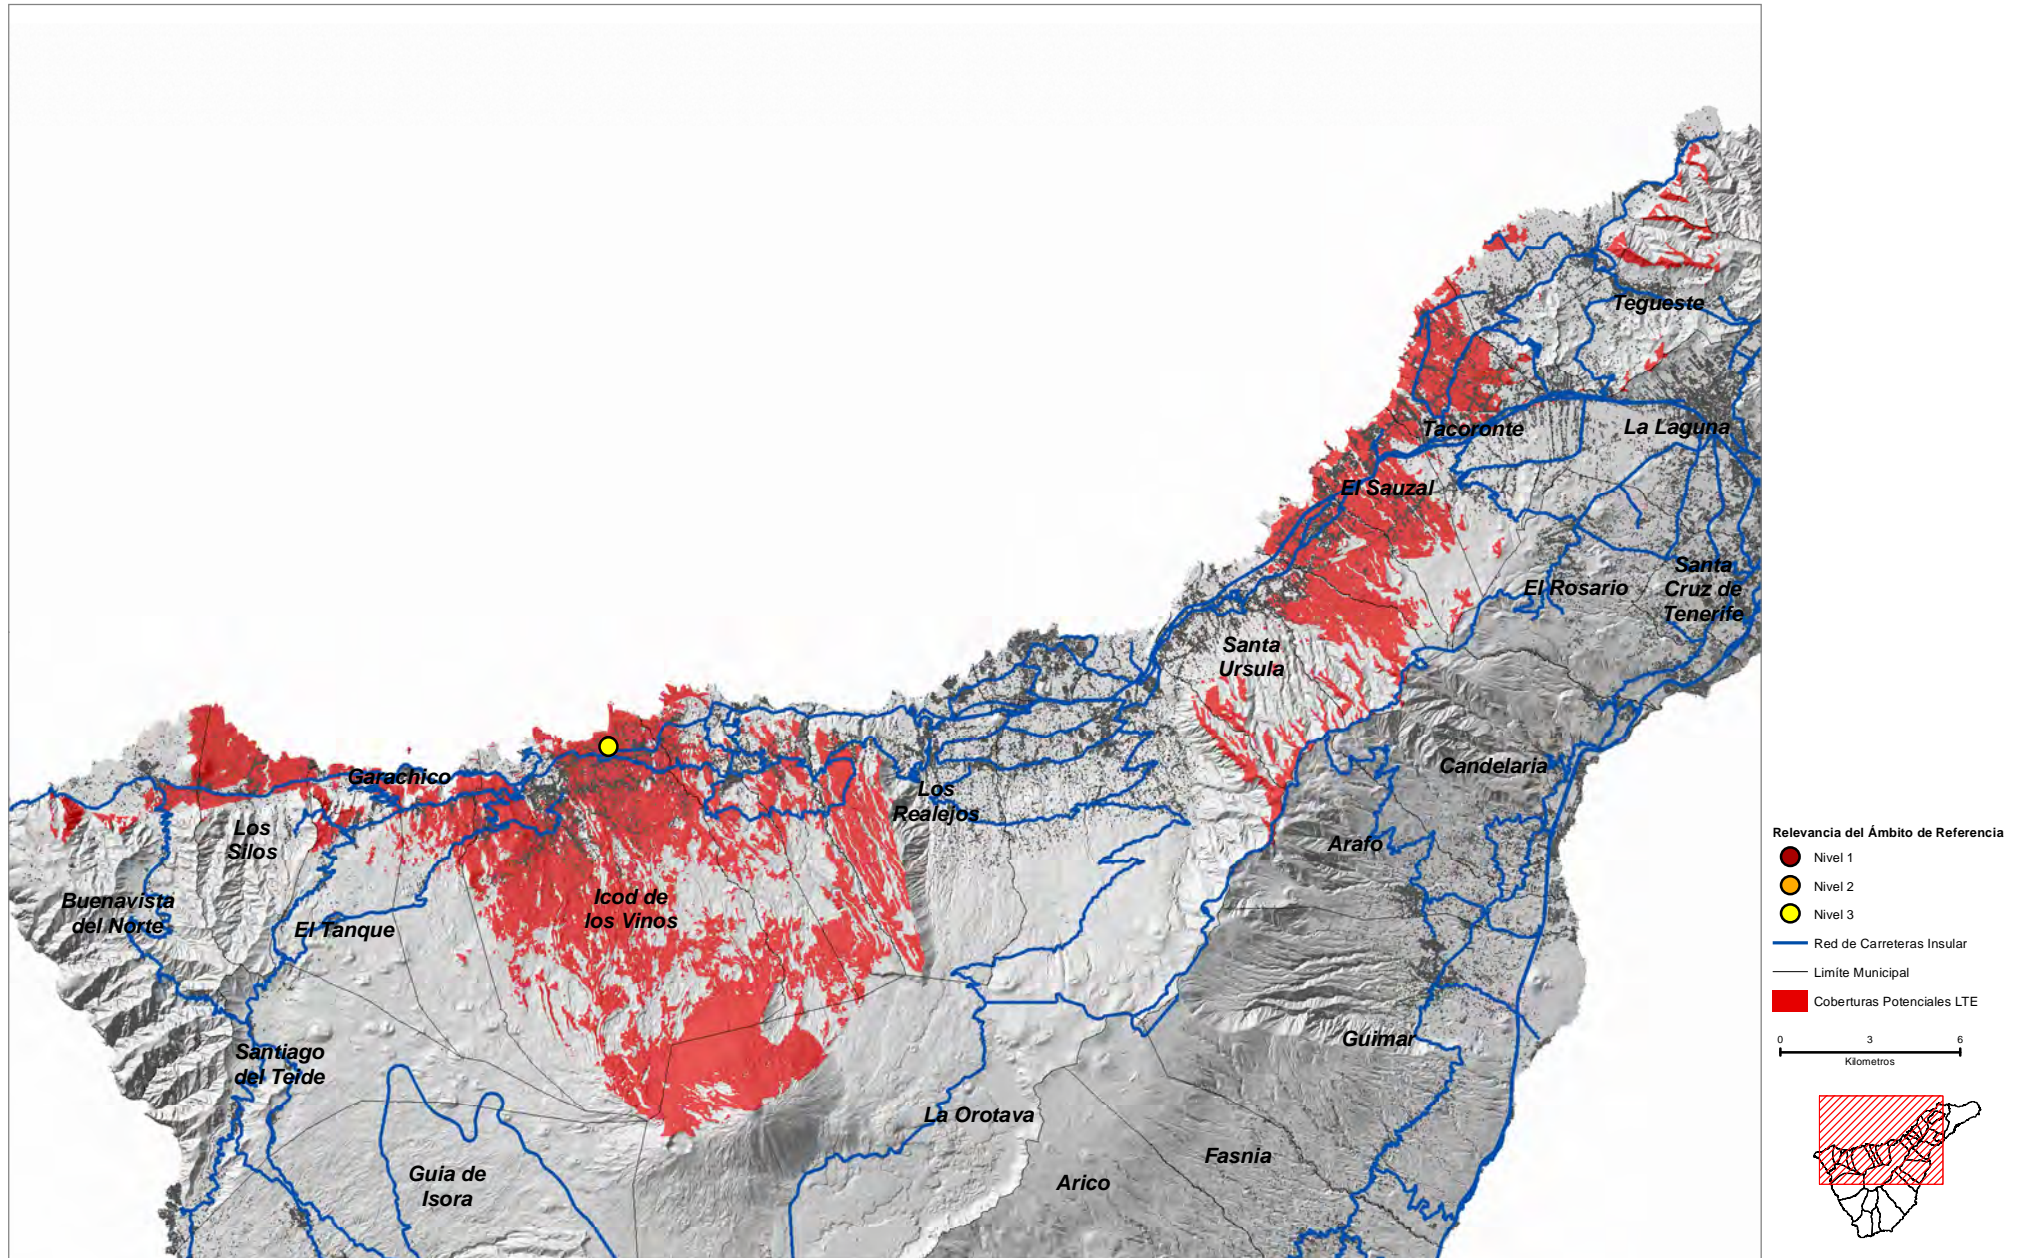 Tegueste
Tacoronte
La Laguna
El Sauzal
Santa
Cruz de
Tenerife
El Rosario
Santa
Ursula
Candelaria
Garachico
Los
Realejos
Los
Silos
Arafo
Icod de
los Vinos
Buenavista
del Norte
El Tanque
Guimar
Santiago
del Teide
La Orotava
Fasnia
Guia de
Isora
Arico
Relevancia del Ámbito de Referencia
Nivel 1
Nivel 2
Nivel 3
Red de Carreteras Insular
Limíte Municipal
Coberturas Potenciales LTE
0 3 6
Kilometros